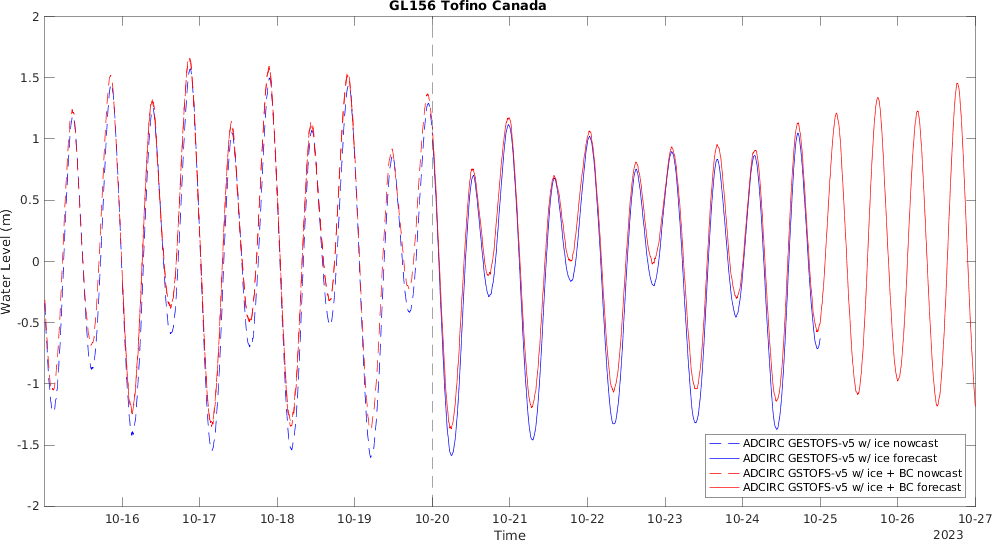 GL156 Tofino Canada
2
1.5
1
0.5
0
-0.5
-1
-1.5
-2
Water Level (m)
10-16 10-17 10-18 10-19 10-20 10-21 10-22 10-23 10-24 10-25 10-26 10-27
Time
2023
ADCIRC GESTOFS-v5 w/ ice nowcast
ADCIRC GESTOFS-v5 w/ ice forecast
ADCIRC GSTOFS-v5 w/ ice + BC nowcast
ADCIRC GSTOFS-v5 w/ ice + BC forecast